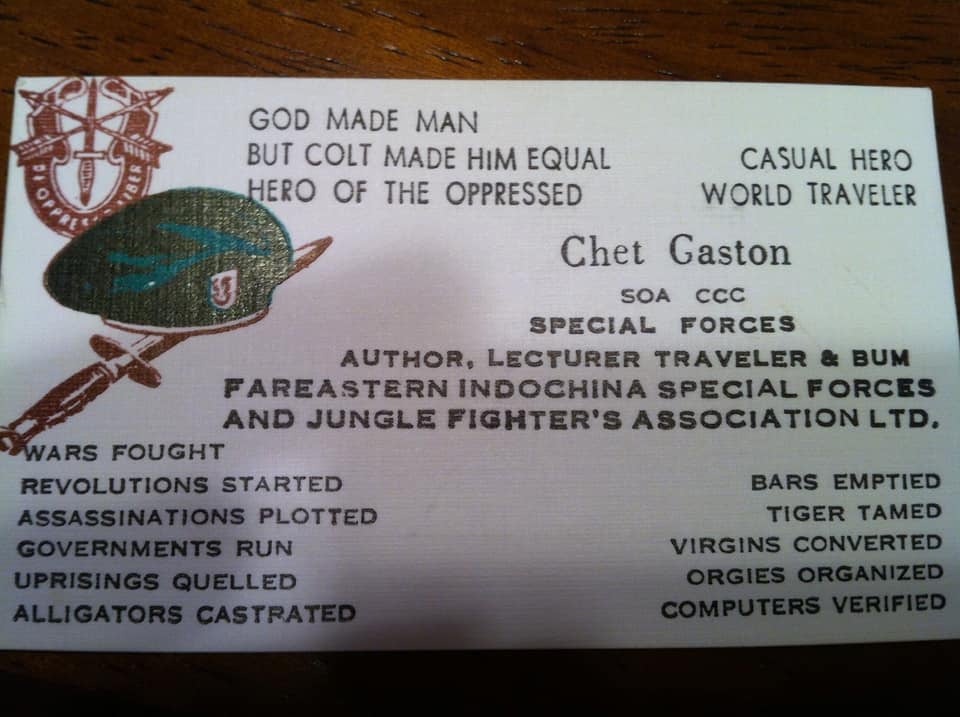 GOD MADE MAN
BUT COLT MADE HIM EQUAL
HERO OF THE OPPRESSED
CASUAL HERO
WORLD TRAVELER
Chet Gaston
SOA CCC
SPECIAL FORCES
AUTHOR, LECTURER TRAVELER & BUM
FAREASTERN INDOCHINA SPECIAL FORCES
AND JUNGLE FIGHTER'S ASSOCIATION LTD.
WARS FOUGHT
REVOLUTIONS STARTED
ASSASSINATIONS PLOTTED
GOVERNMENTS RUN
UPRISINGS QUELLED
ALLIGATORS CASTRATED
BARS EMPTIED
TIGER TAMED
VIRGINS CONVERTED
ORGIES ORGANIZED
COMPUTERS VERIFIED